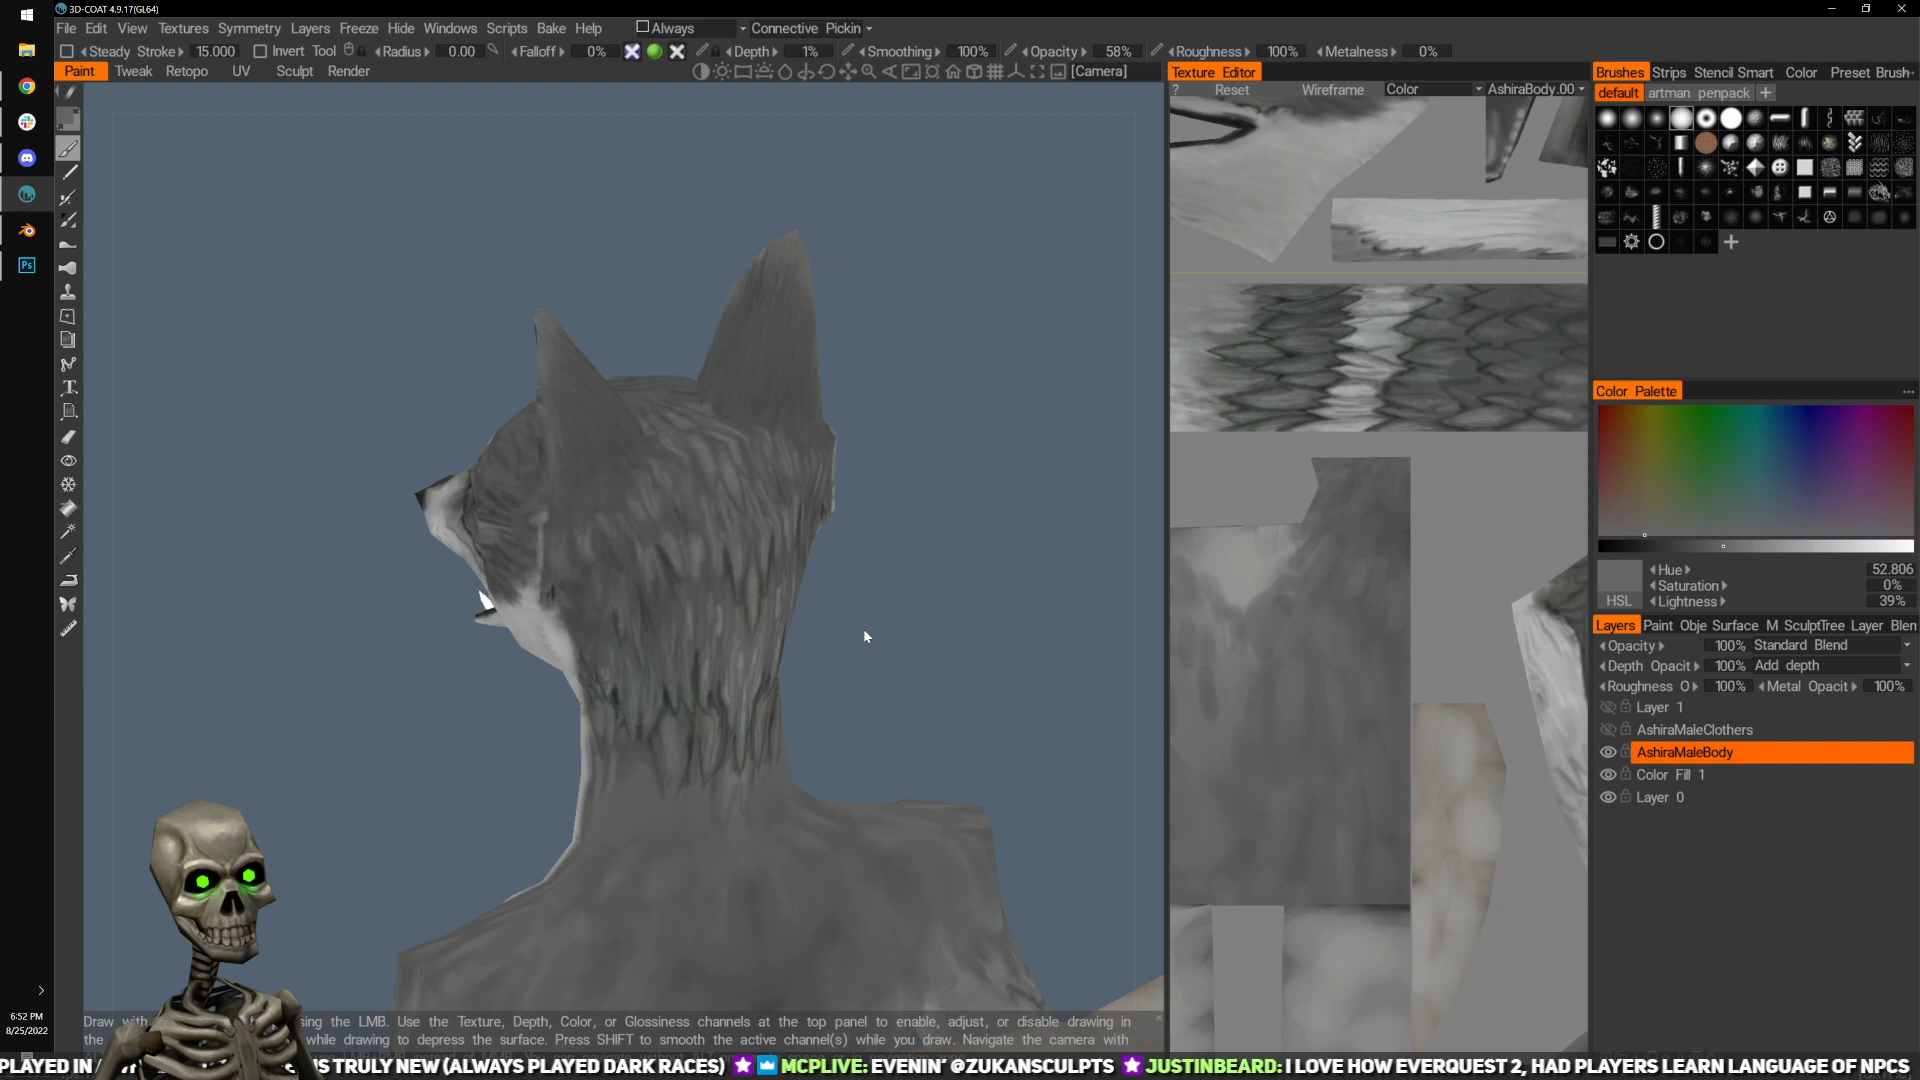 3D-COAT 4.9.17(GL64)
File Edit View Textures Symmetry Layers Freeze Hide Windows Scripts Bake Help Always Connective Pickin
Steady Stroke 15.000 Invert Tool Radius 0.00 Falloff 0% Depth 1% Smoothing 100% Opacity 58% Roughness 100% Metalness 0%
Paint Tweak Retopo UV Sculpt Render [Camera]
Texture Editor
? Reset Wireframe Color AshiraBody.00
Brushes Strips Stencil Smart Color Preset Brush
default artman penpack
Color Palette
Hue 52.806
Saturation 0%
HSL Lightness 39%
Layers Paint Obje Surface M SculptTree Layer Blen
Opacity 100% Standard Blend
Depth Opacit 100% Add depth
Roughness O 100% Metal Opacit 100%
Layer 1
AshiraMaleClothers
AshiraMaleBody
Color Fill 1
Layer 0
Ps
6:52 PM
8/25/2022
Draw with sing the LMB. Use the Texture, Depth, Color, or Glossiness channels at the top panel to enable, adjust, or disable drawing in
the while drawing to depress the surface. Press SHIFT to smooth the active channel(s) while you draw. Navigate the camera with
PLAYED IN S TRULY NEW (ALWAYS PLAYED DARK RACES) MCPLIVE: EVENIN' @ZUKANSCULPTS JUSTINBEARD: I LOVE HOW EVERQUEST 2, HAD PLAYERS LEARN LANGUAGE OF NPCS